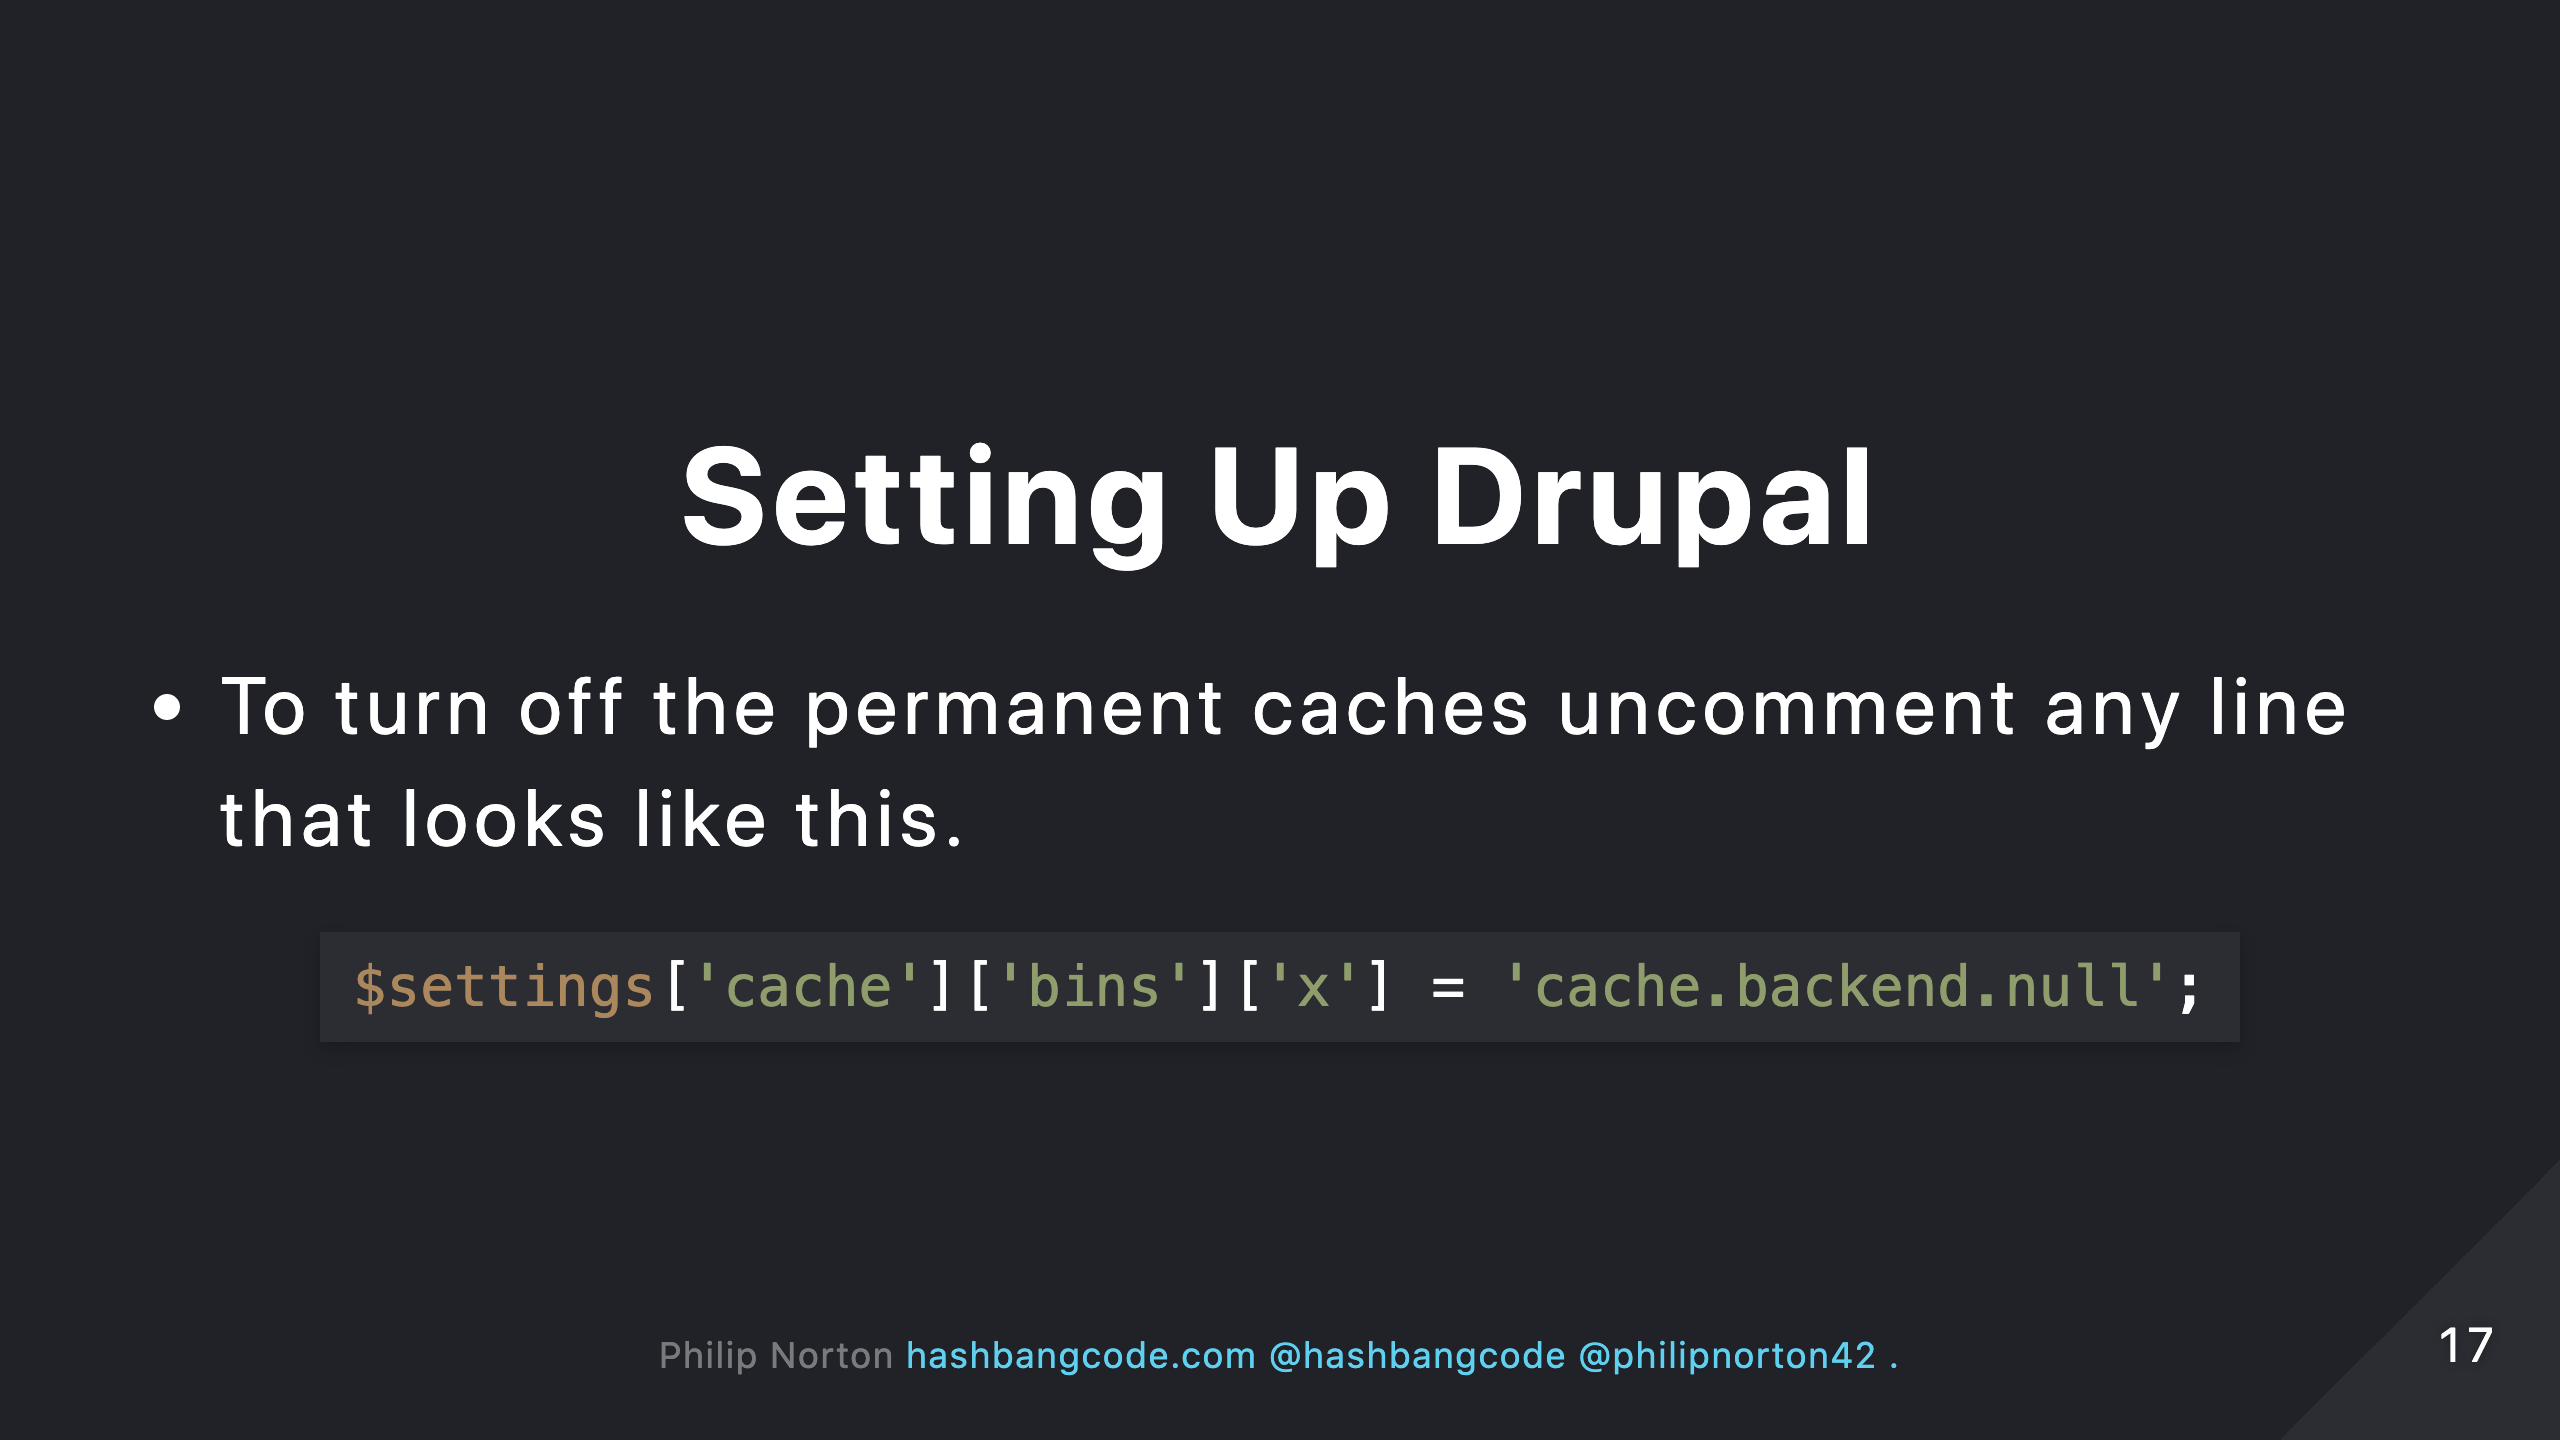 Setting Up Drupal
• To turn off the permanent caches uncomment any line
that looks like this.
$settings['cache']['bins']['x'] = 'cache.backend.null';
Philip Norton hashbangcode.com @hashbangcode @philipnorton42 .
17